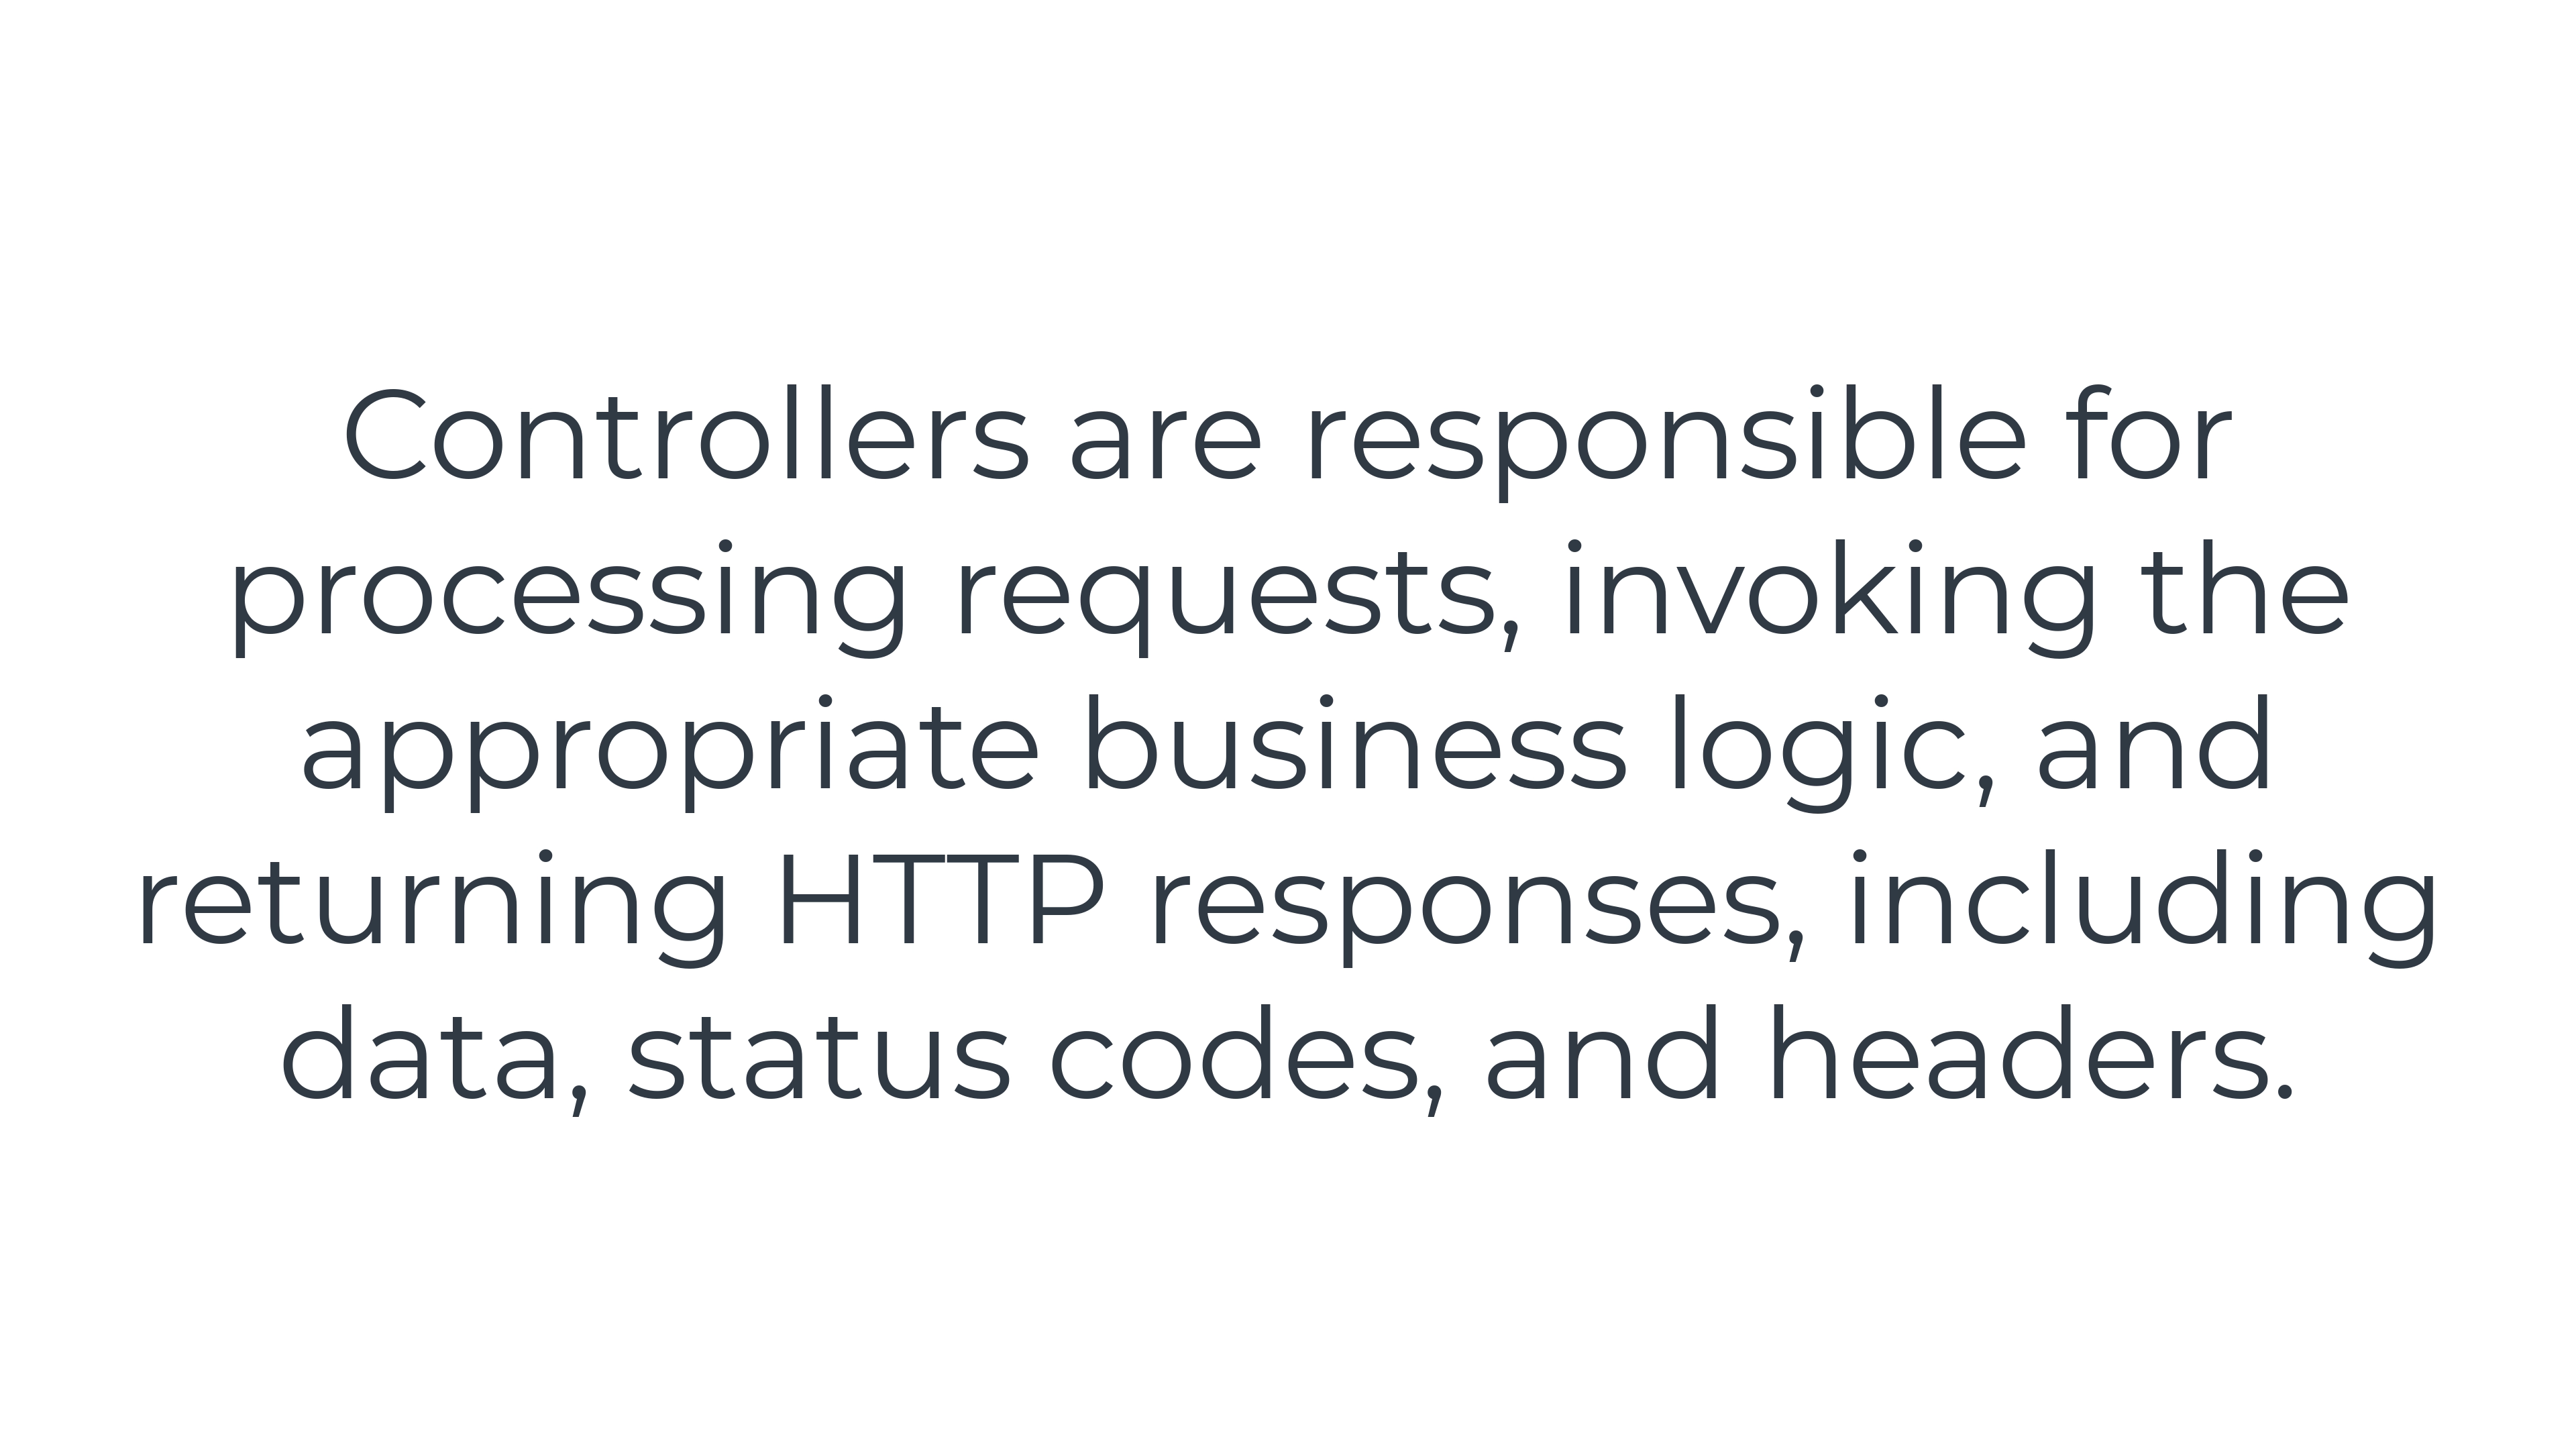 Controllers are responsible for
processing requests, invoking the
appropriate business logic, and
returning HTTP responses, including
data, status codes, and headers.